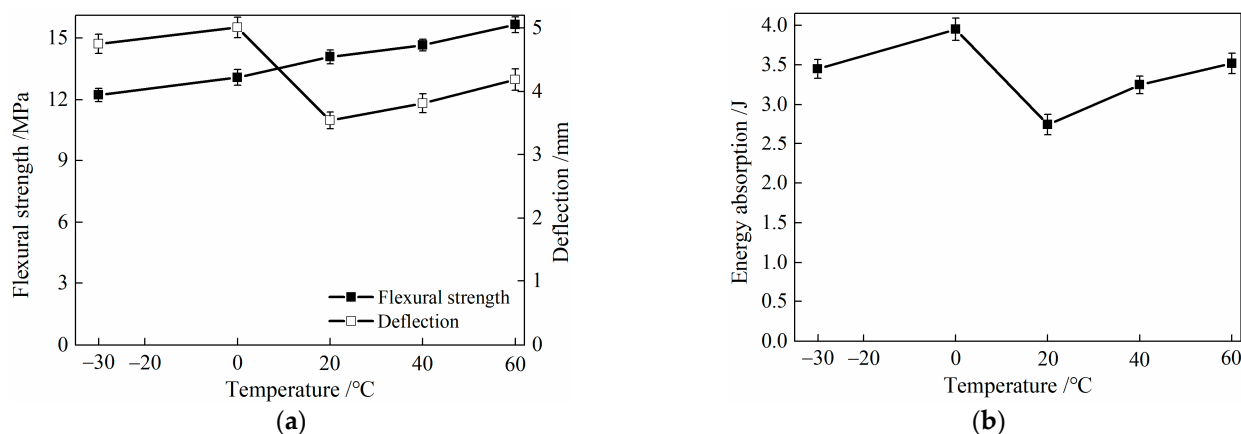 15
12
9
6
3
0
Flexural strength /MPa
5
4
3
2
1
0
Deflection /mm
Flexural strength
Deflection
−30 −20 0 20 40 60
Temperature /°C
(a)
4.0
3.5
3.0
2.5
2.0
1.5
1.0
0.5
0.0
Energy absorption /J
−30 −20 0 20 40 60
Temperature /°C
(b)